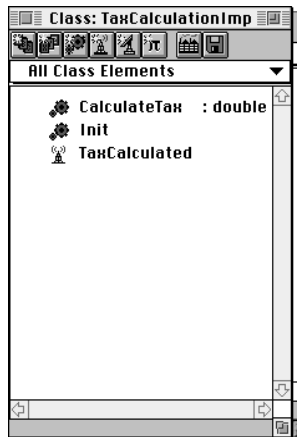 Class: TaxCalculationImp
π
All Class Elements
CalculateTax : double
Init
TaxCalculated